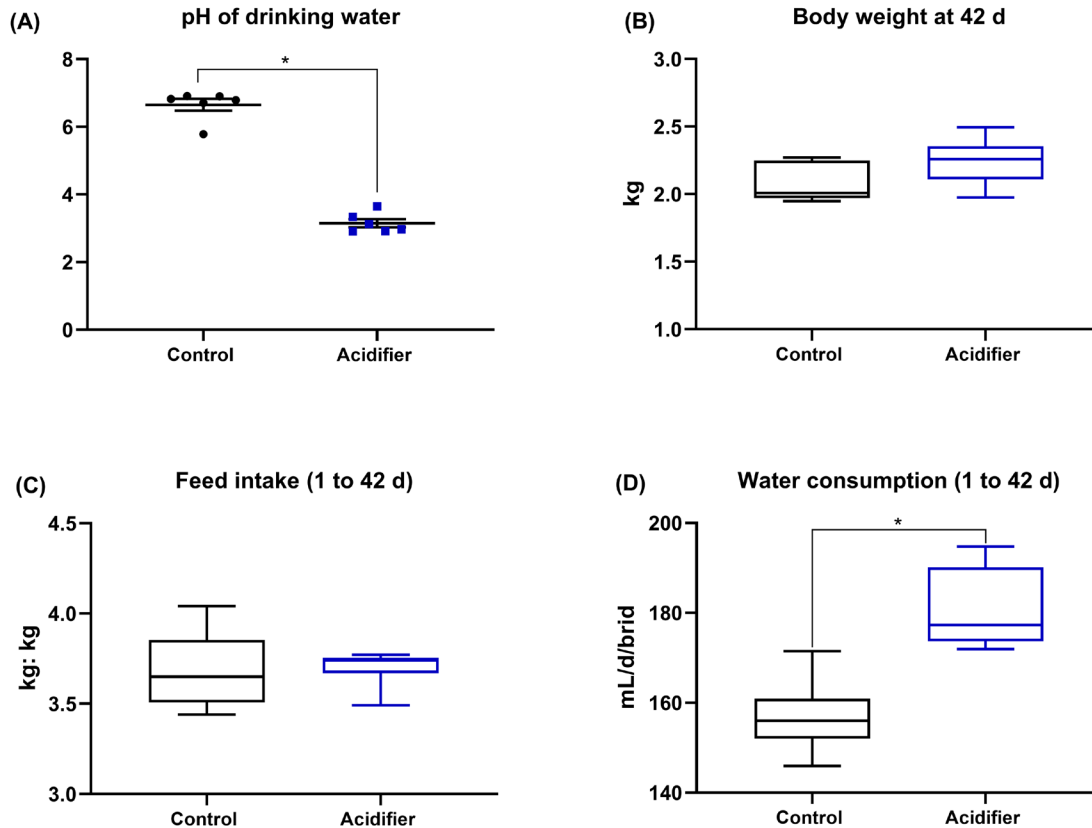 (A)
pH of drinking water
8
6
4
2
0
*
Control
Acidifier
(B)
Body weight at 42 d
kg
3.0
2.5
2.0
1.5
1.0
Control
Acidifier
(C)
Feed intake (1 to 42 d)
kg: kg
4.5
4.0
3.5
3.0
Control
Acidifier
(D)
Water consumption (1 to 42 d)
mL/d/brid
200
180
160
140
*
Control
Acidifier